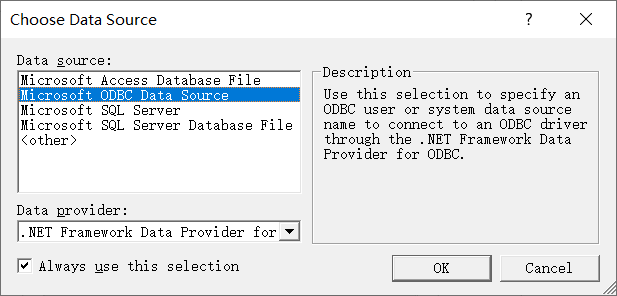 Choose Data Source
?
Data source:
Microsoft Access Database File
Microsoft ODBC Data Source
Microsoft SQL Server
Microsoft SQL Server Database File
<other>
Description
Use this selection to specify an
ODBC user or system data source
name to connect to an ODBC driver
through the .NET Framework Data
Provider for ODBC.
Data provider:
.NET Framework Data Provider for
Always use this selection
OK
Cancel